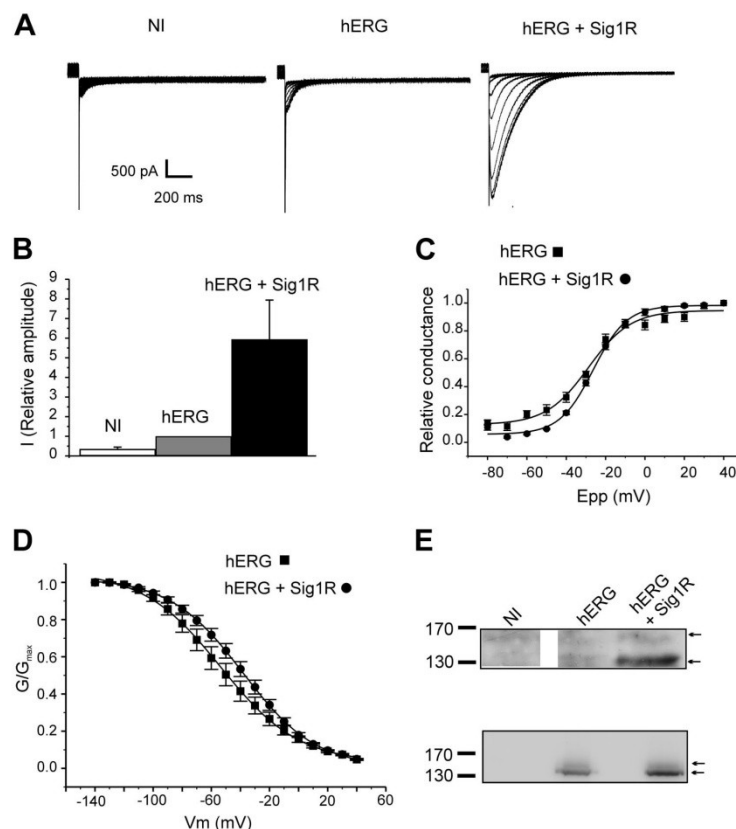 A
NI
hERG
hERG + Sig1R
500 pA
200 ms
B
I (Relative amplitude)
9
8
7
6
5
4
3
2
1
0
NI
hERG
hERG + Sig1R
C
hERG
hERG + Sig1R
Relative conductance
1.0
0.8
0.6
0.4
0.2
0.0
-80 -60 -40 -20 0 20 40
Epp (mV)
D
hERG
hERG + Sig1R
G/Gmax
1.0
0.8
0.6
0.4
0.2
0.0
-140 -100 -60 -20 20 60
Vm (mV)
E
NI
hERG
hERG
+ Sig1R
170
130
170
130